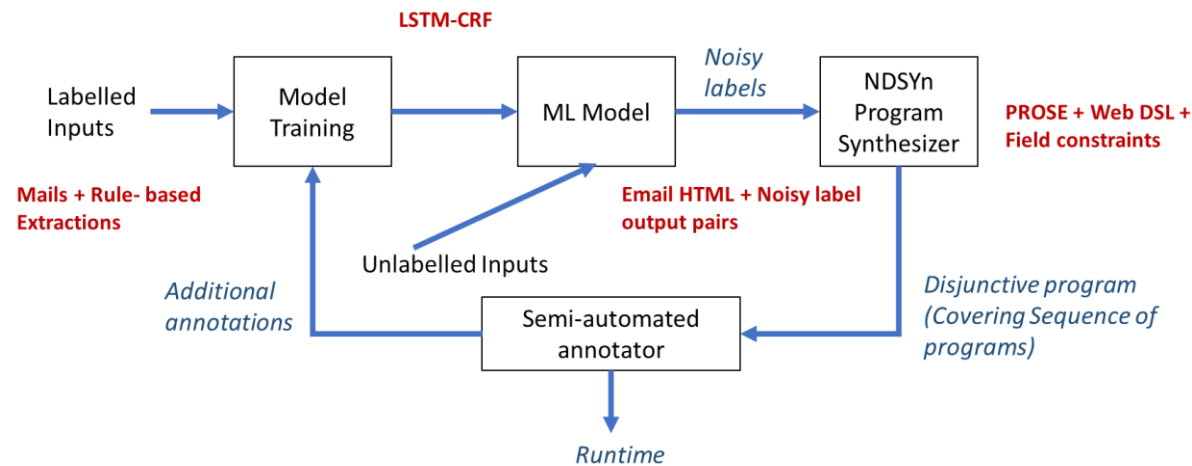 LSTM-CRF
Labelled
Inputs
Model
Training
ML Model
Noisy
labels
NDSYn
Program
Synthesizer
PROSE + Web DSL +
Field constraints
Mails + Rule- based
Extractions
Email HTML + Noisy label
output pairs
Unlabelled Inputs
Additional
annotations
Semi-automated
annotator
Disjunctive program
(Covering Sequence of
programs)
Runtime